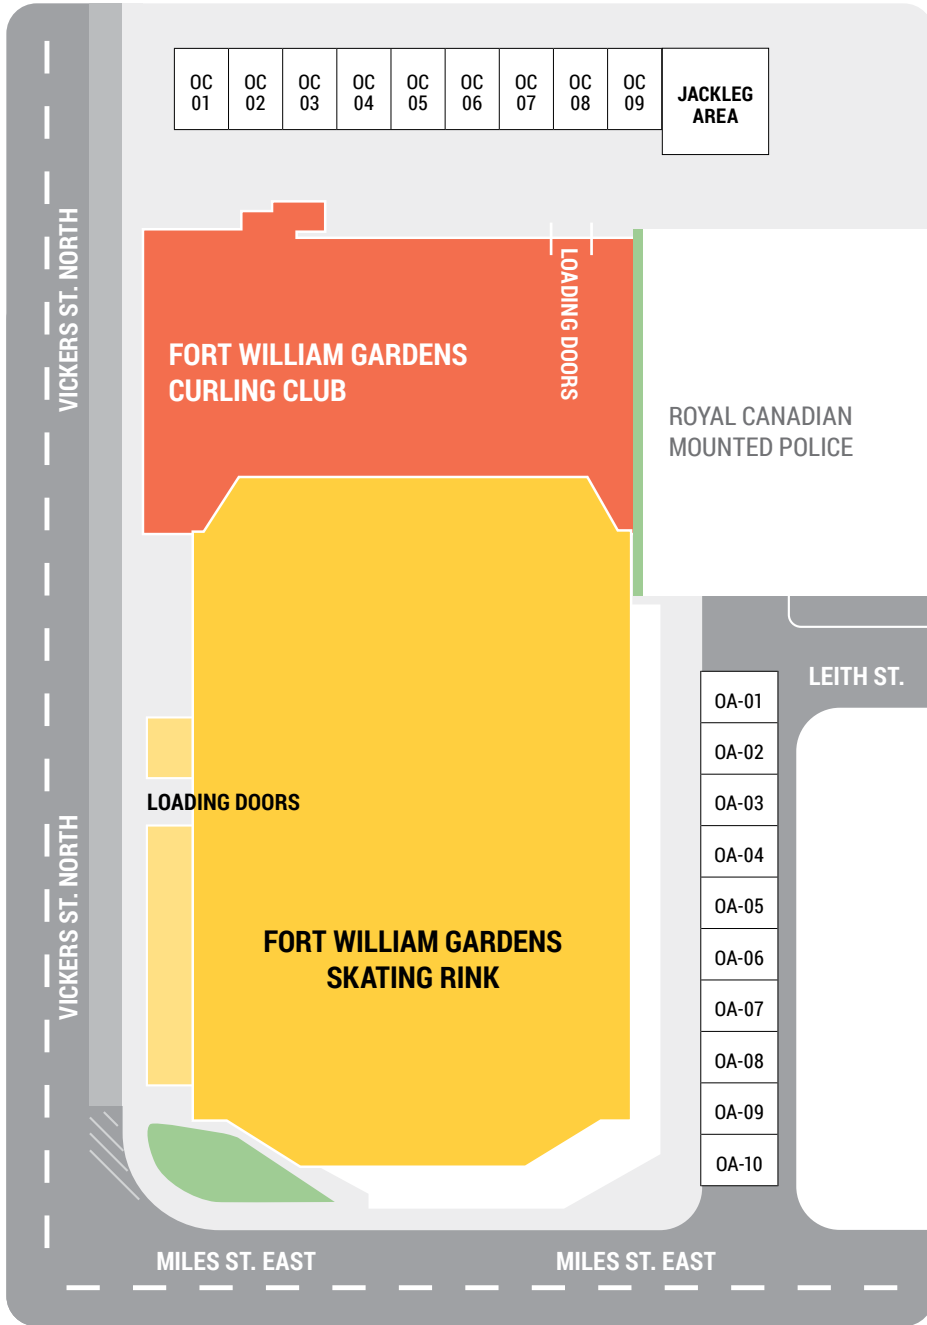 OC
01
OC
02
OC
03
OC
04
OC
05
OC
06
OC
07
OC
08
OC
09
JACKLEG
AREA
VICKERS ST. NORTH
LOADING DOORS
FORT WILLIAM GARDENS
CURLING CLUB
ROYAL CANADIAN
MOUNTED POLICE
LEITH ST.
OA-01
OA-02
OA-03
OA-04
OA-05
OA-06
OA-07
OA-08
OA-09
OA-10
LOADING DOORS
VICKERS ST. NORTH
FORT WILLIAM GARDENS
SKATING RINK
MILES ST. EAST
MILES ST. EAST